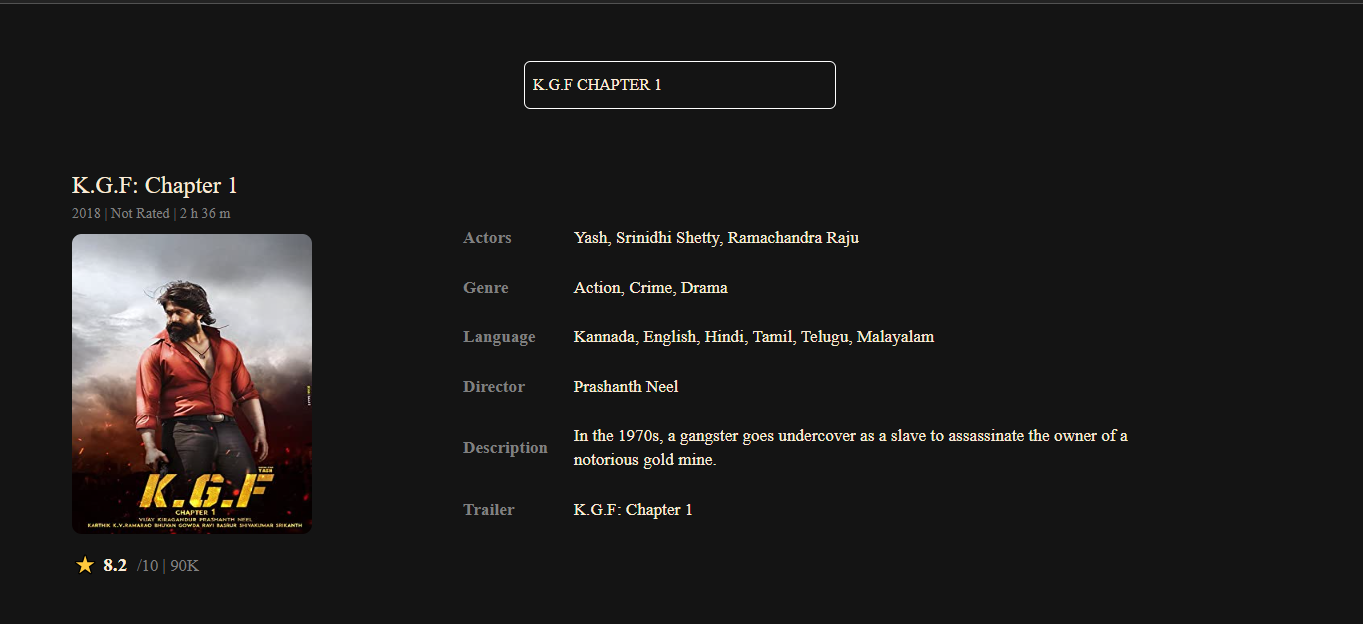 K.G.F CHAPTER 1
K.G.F: Chapter 1
2018 | Not Rated | 2 h 36 m
Actors Yash, Srinidhi Shetty, Ramachandra Raju
Genre Action, Crime, Drama
Language Kannada, English, Hindi, Tamil, Telugu, Malayalam
Director Prashanth Neel
Description In the 1970s, a gangster goes undercover as a slave to assassinate the owner of a
notorious gold mine.
Trailer K.G.F: Chapter 1
YASH
K.G.F
CHAPTER 1
VIJAY KIRAGANDUR PRASHANTH NEEL
KARTHIK K.V.RAMARAO BHUVAN GOWDA RAVI BASRUR SHIVAKUMAR SRIKANTH
8.2 /10 | 90K